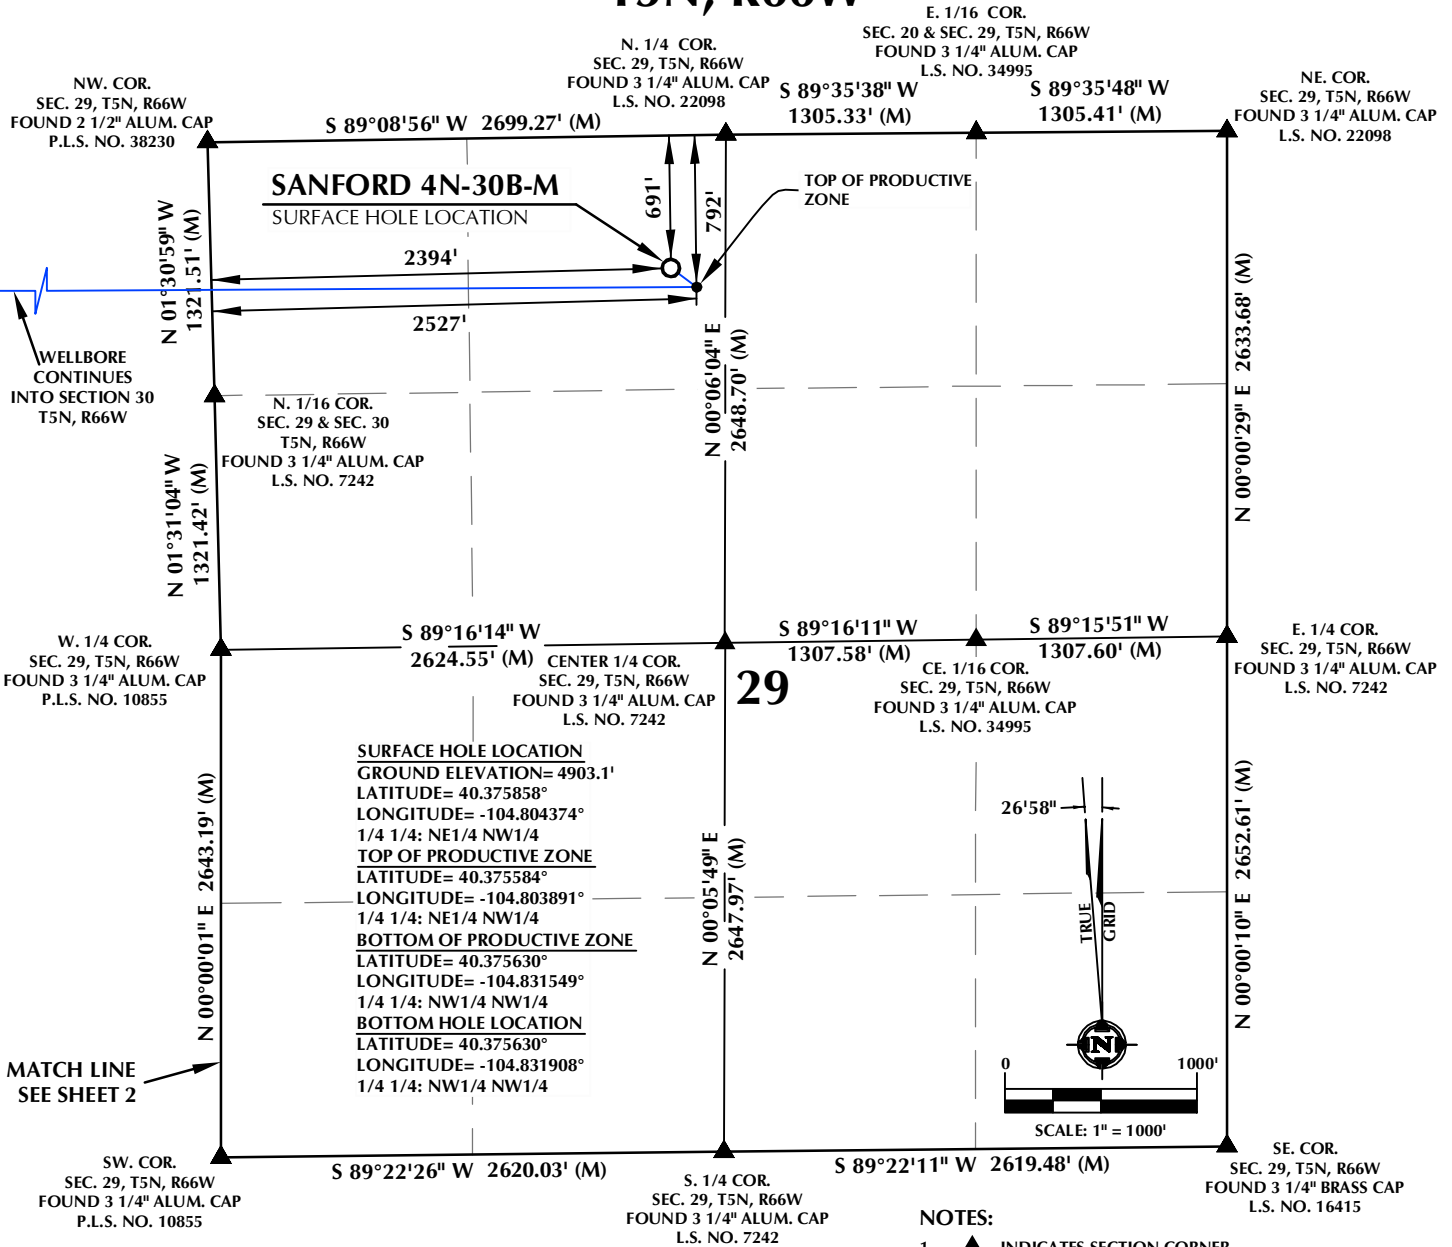 T5N, R66W
E. 1/16 COR.
SEC. 20 & SEC. 29, T5N, R66W
FOUND 3 1/4" ALUM. CAP
L.S. NO. 34995
N. 1/4 COR.
SEC. 29, T5N, R66W
FOUND 3 1/4" ALUM. CAP
L.S. NO. 22098
NW. COR.
SEC. 29, T5N, R66W
FOUND 2 1/2" ALUM. CAP
P.L.S. NO. 38230
NE. COR.
SEC. 29, T5N, R66W
FOUND 3 1/4" ALUM. CAP
L.S. NO. 22098
S 89°08'56" W 2699.27' (M)
S 89°35'38" W
1305.33' (M)
S 89°35'48" W
1305.41' (M)
SANFORD 4N-30B-M
SURFACE HOLE LOCATION
691'
792'
TOP OF PRODUCTIVE
ZONE
N 01°30'59" W
1321.51' (M)
2394'
2527'
WELLBORE
CONTINUES
INTO SECTION 30
T5N, R66W
N 00°06'04" E
2648.70' (M)
N 00°00'29" E 2633.68' (M)
N. 1/16 COR.
SEC. 29 & SEC. 30
T5N, R66W
FOUND 3 1/4" ALUM. CAP
L.S. NO. 7242
N 01°31'04" W
1321.42' (M)
W. 1/4 COR.
SEC. 29, T5N, R66W
FOUND 3 1/4" ALUM. CAP
P.L.S. NO. 10855
S 89°16'14" W
2624.55' (M)
CENTER 1/4 COR.
SEC. 29, T5N, R66W
FOUND 3 1/4" ALUM. CAP
L.S. NO. 7242
29
S 89°16'11" W
1307.58' (M)
S 89°15'51" W
1307.60' (M)
CE. 1/16 COR.
SEC. 29, T5N, R66W
FOUND 3 1/4" ALUM. CAP
L.S. NO. 34995
E. 1/4 COR.
SEC. 29, T5N, R66W
FOUND 3 1/4" ALUM. CAP
L.S. NO. 7242
SURFACE HOLE LOCATION
GROUND ELEVATION= 4903.1'
LATITUDE= 40.375858°
LONGITUDE= -104.804374°
1/4 1/4: NE1/4 NW1/4
TOP OF PRODUCTIVE ZONE
LATITUDE= 40.375584°
LONGITUDE= -104.803891°
1/4 1/4: NE1/4 NW1/4
BOTTOM OF PRODUCTIVE ZONE
LATITUDE= 40.375630°
LONGITUDE= -104.831549°
1/4 1/4: NW1/4 NW1/4
BOTTOM HOLE LOCATION
LATITUDE= 40.375630°
LONGITUDE= -104.831908°
1/4 1/4: NW1/4 NW1/4
N 00°00'01" E 2643.19' (M)
N 00°05'49" E
2647.97' (M)
N 00°00'10" E 2652.61' (M)
26'58"
TRUE
GRID
N
0 1000'
SCALE: 1" = 1000'
MATCH LINE
SEE SHEET 2
SW. COR.
SEC. 29, T5N, R66W
FOUND 3 1/4" ALUM. CAP
P.L.S. NO. 10855
S 89°22'26" W 2620.03' (M)
S. 1/4 COR.
SEC. 29, T5N, R66W
FOUND 3 1/4" ALUM. CAP
L.S. NO. 7242
S 89°22'11" W 2619.48' (M)
SE. COR.
SEC. 29, T5N, R66W
FOUND 3 1/4" BRASS CAP
L.S. NO. 16415
NOTES:
1. INDICATES SECTION CORNER